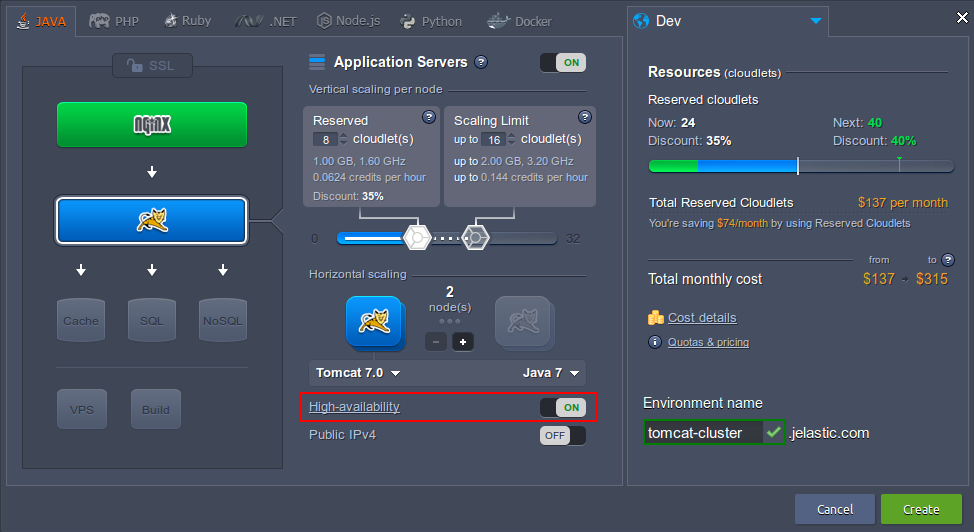 JAVA PHP Ruby .NET Node.js Python Docker
SSL
NGINX
Cache SQL NoSQL
VPS Build
Application Servers ? ON
Vertical scaling per node
Reserved ?
8 cloudlet(s)
1.00 GB, 1.60 GHz
0.0624 credits per hour
Discount: 35%
Scaling Limit ?
up to 16 cloudlet(s)
up to 2.00 GB, 3.20 GHz
up to 0.144 credits per hour
0 32
Horizontal scaling
2
node(s)
- +
Tomcat 7.0 Java 7
High-availability ON
Public IPv4 OFF
Dev
Resources (cloudlets)
Reserved cloudlets
Now: 24 Next: 40
Discount: 35% Discount: 40%
Total Reserved Cloudlets $137 per month
You're saving $74/month by using Reserved Cloudlets
from to ?
Total monthly cost $137 $315
Cost details
Quotas & pricing
Environment name
tomcat-cluster .jelastic.com
Cancel Create